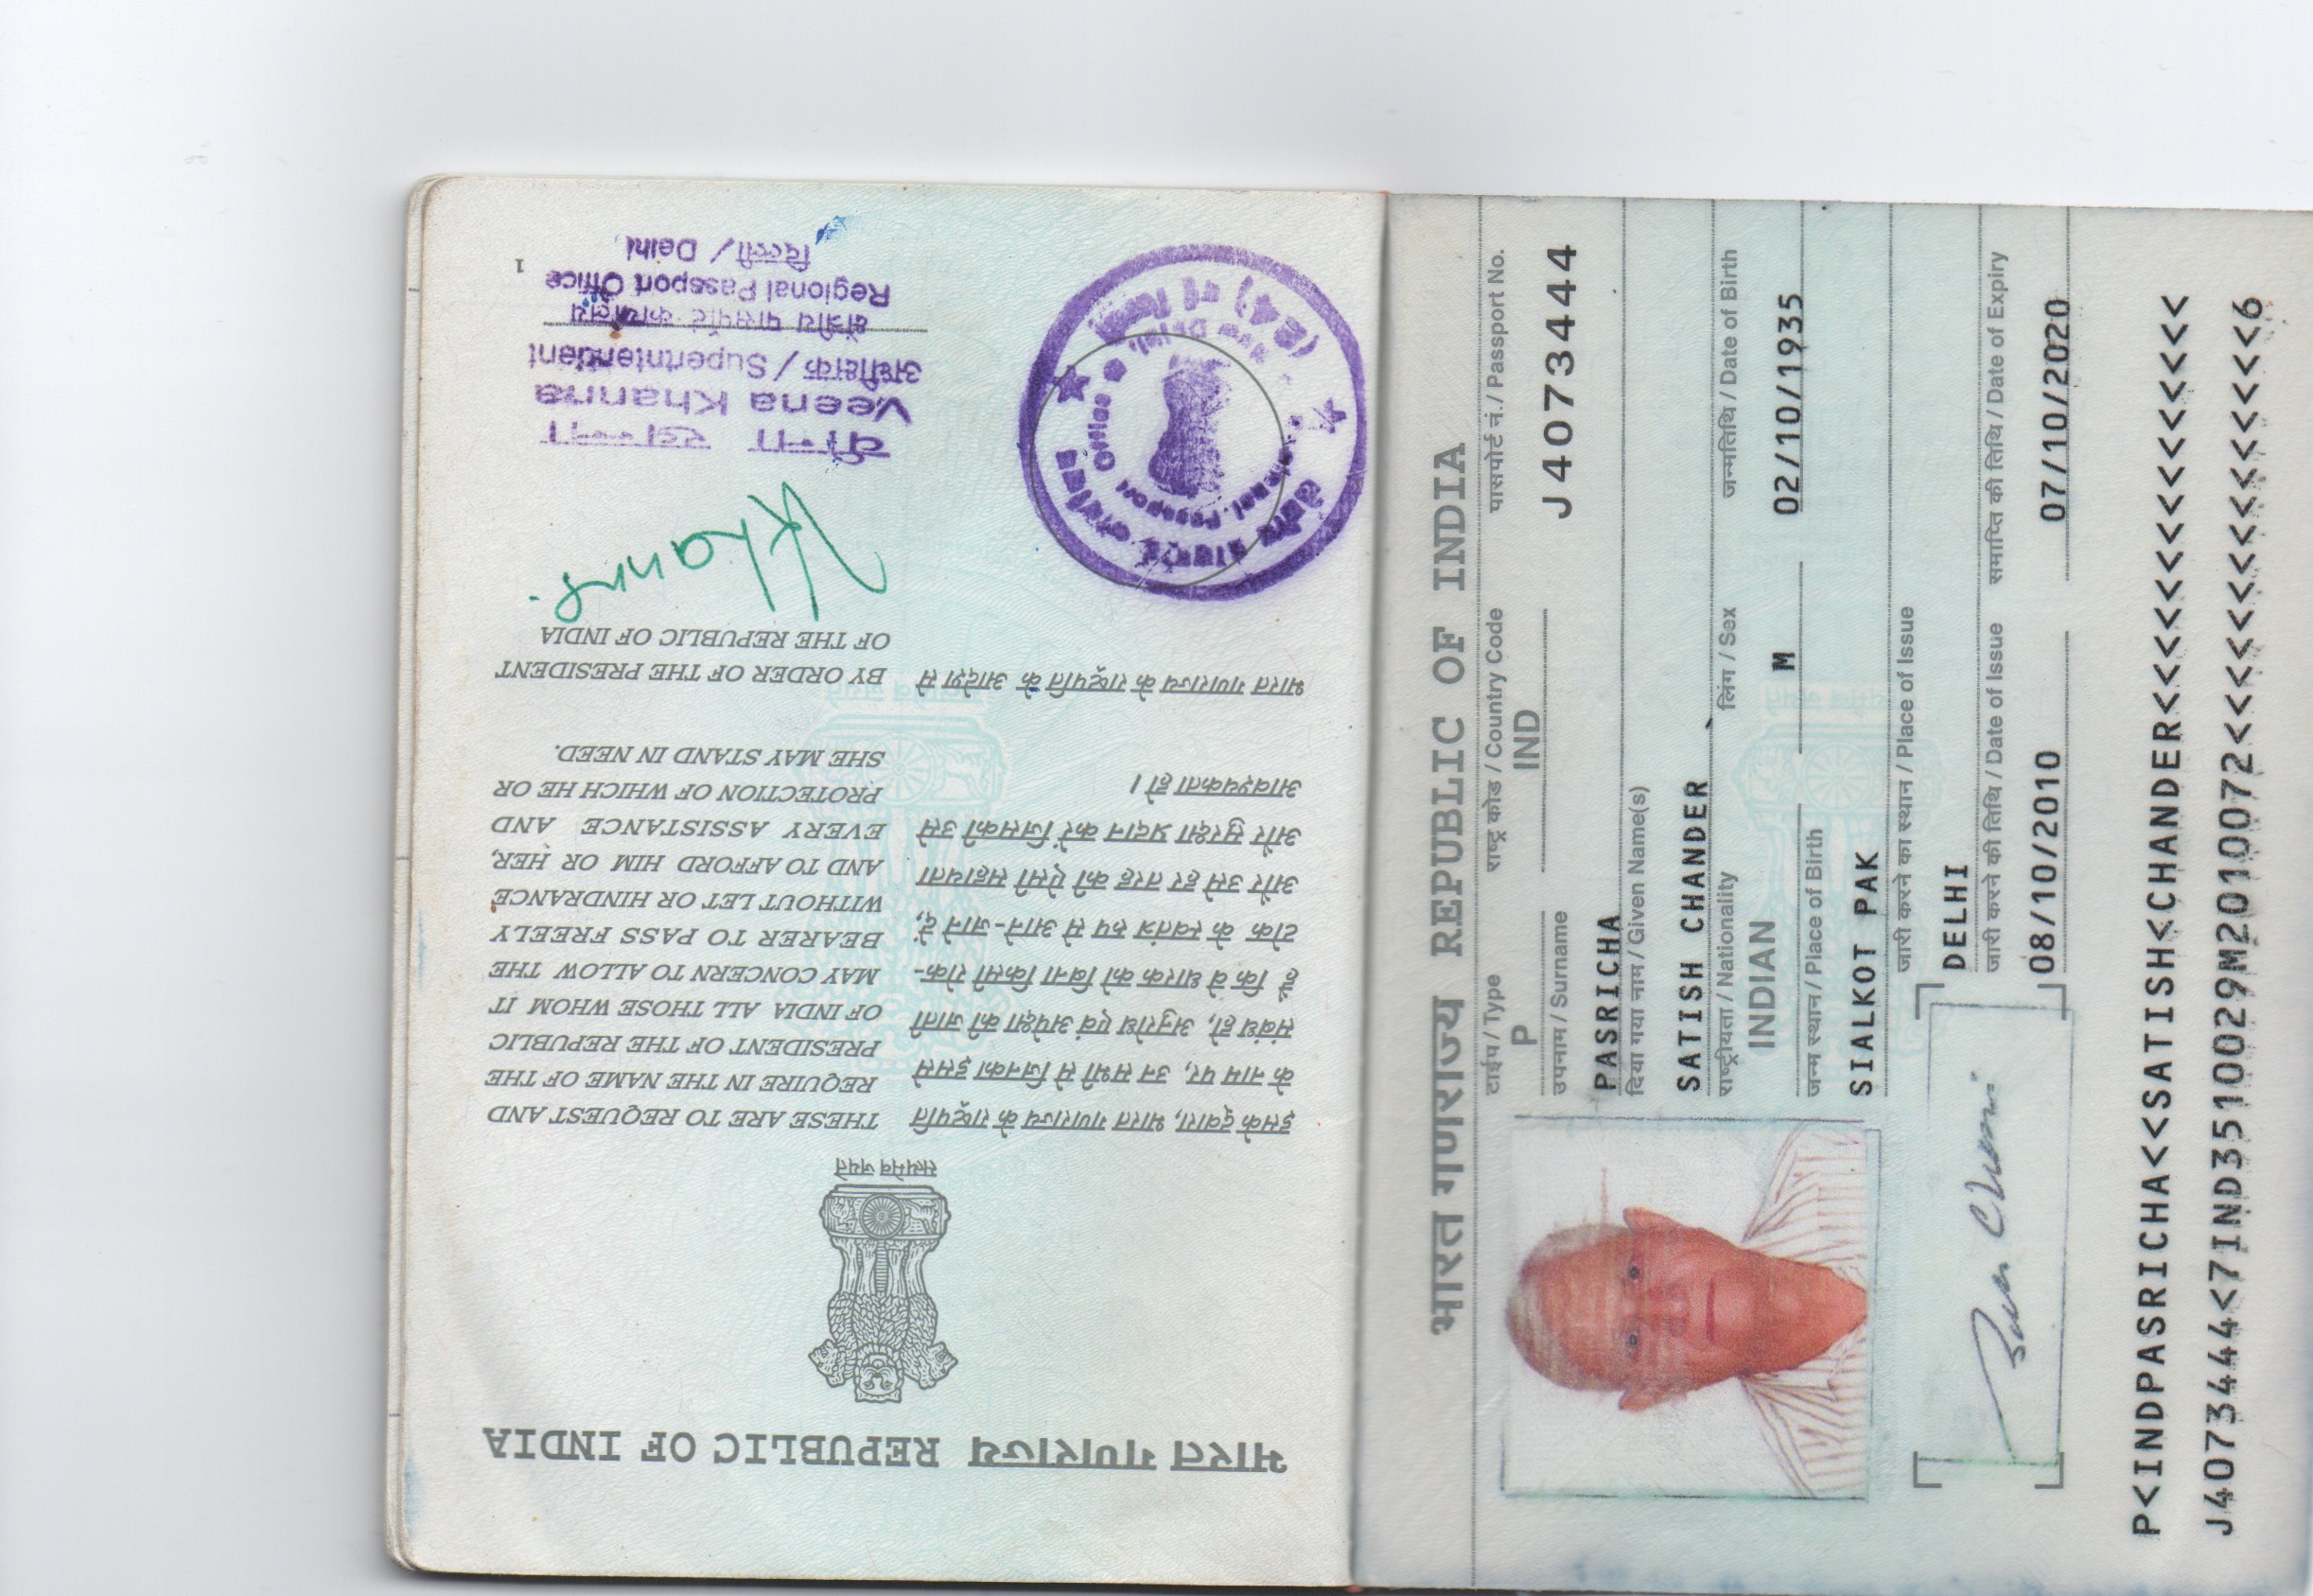 भारत गणराज्य REPUBLIC OF INDIA
सत्यमेव जयते
इसके द्वारा, भारत गणराज्य के राष्ट्रपति
के नाम पर, उन सभी से जिनका इससे
संबंध हो, अनुरोध एवं अपेक्षा की जाती
है कि वे धारक को बिना किसी रोक-
टोक के स्वतंत्र रूप से आने-जाने दें,
और उसे हर तरह की ऐसी सहायता
और सुरक्षा प्रदान करें जिसकी उसे
आवश्यकता हो।
भारत गणराज्य के राष्ट्रपति के आदेश से
THESE ARE TO REQUEST AND
REQUIRE IN THE NAME OF THE
PRESIDENT OF THE REPUBLIC
OF INDIA ALL THOSE WHOM IT
MAY CONCERN TO ALLOW THE
BEARER TO PASS FREELY
WITHOUT LET OR HINDRANCE
AND TO AFFORD HIM OR HER,
EVERY ASSISTANCE AND
PROTECTION OF WHICH HE OR
SHE MAY STAND IN NEED.
BY ORDER OF THE PRESIDENT
OF THE REPUBLIC OF INDIA
Khanna
वीना खन्ना
Veena Khanna
अधीक्षक / Superintendent
क्षेत्रीय पासपोर्ट कार्यालय
Regional Passport Office
दिल्ली / Delhi
1
क्षेत्रीय पासपोर्ट कार्यालय
Regional Passport Office
New Delhi
(24) नई दिल्ली
भारत गणराज्य REPUBLIC OF INDIA
टाईप / Type राष्ट्र कोड / Country Code पासपोर्ट नं. / Passport No.
P IND J4073444
उपनाम / Surname
PASRICHA
दिया गया नाम / Given Name(s)
SATISH CHANDER
राष्ट्रीयता / Nationality लिंग / Sex जन्मतिथि / Date of Birth
INDIAN M 02/10/1935
जन्म स्थान / Place of Birth
SIALKOT PAK
जारी करने का स्थान / Place of Issue
DELHI
जारी करने की तिथि / Date of Issue समाप्ति की तिथि / Date of Expiry
08/10/2010 07/10/2020
P<INDPASRICHA<<SATISH<CHANDER<<<<<<<<<<<<<<<
J4073444<7IND3510029M2010072<<<<<<<<<<<<<<<6